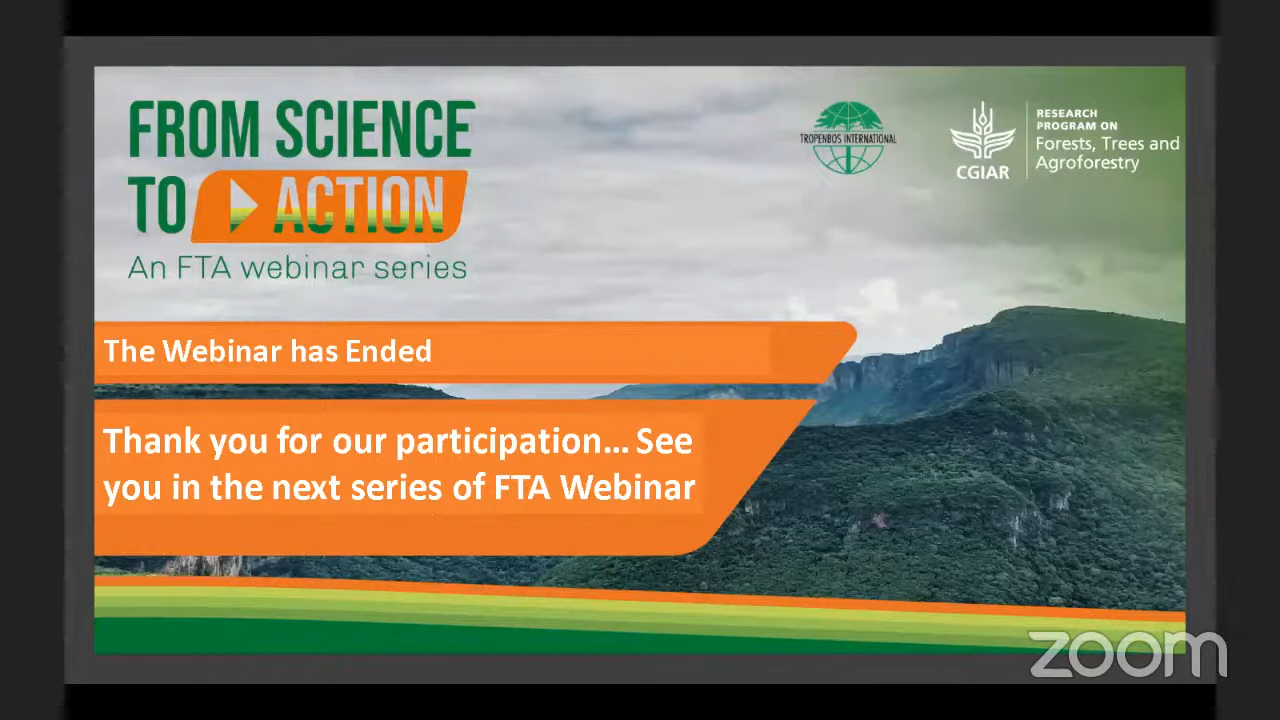 FROM SCIENCE
TO ACTION
An FTA webinar series
TROPENBOS INTERNATIONAL
CGIAR
RESEARCH
PROGRAM ON
Forests, Trees and
Agroforestry
The Webinar has Ended
Thank you for our participation... See
you in the next series of FTA Webinar
zoom